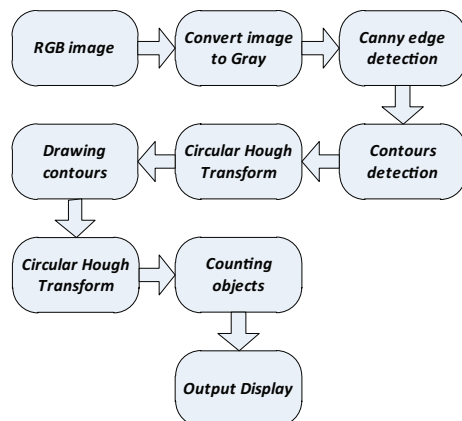 RGB image
Convert image
to Gray
Canny edge
detection
Contours
detection
Circular Hough
Transform
Drawing
contours
Circular Hough
Transform
Counting
objects
Output Display